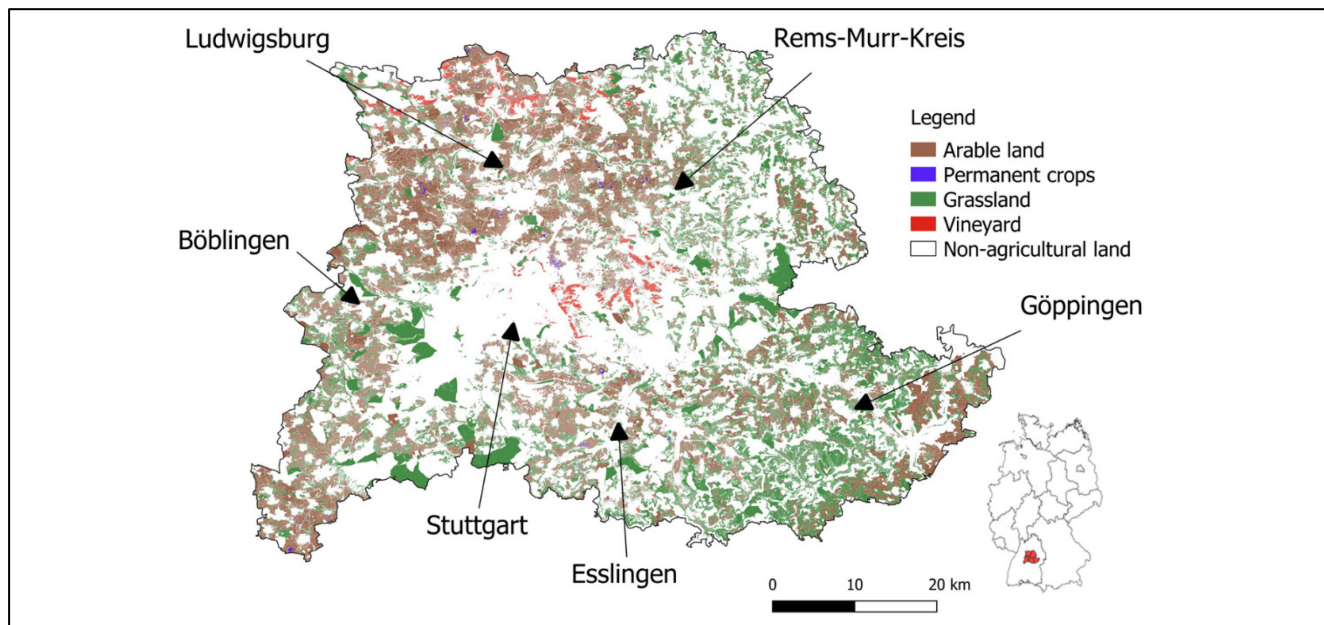 Ludwigsburg
Rems-Murr-Kreis
Legend
Arable land
Permanent crops
Grassland
Vineyard
Non-agricultural land
Böblingen
Göppingen
Stuttgart
Esslingen
0 10 20 km